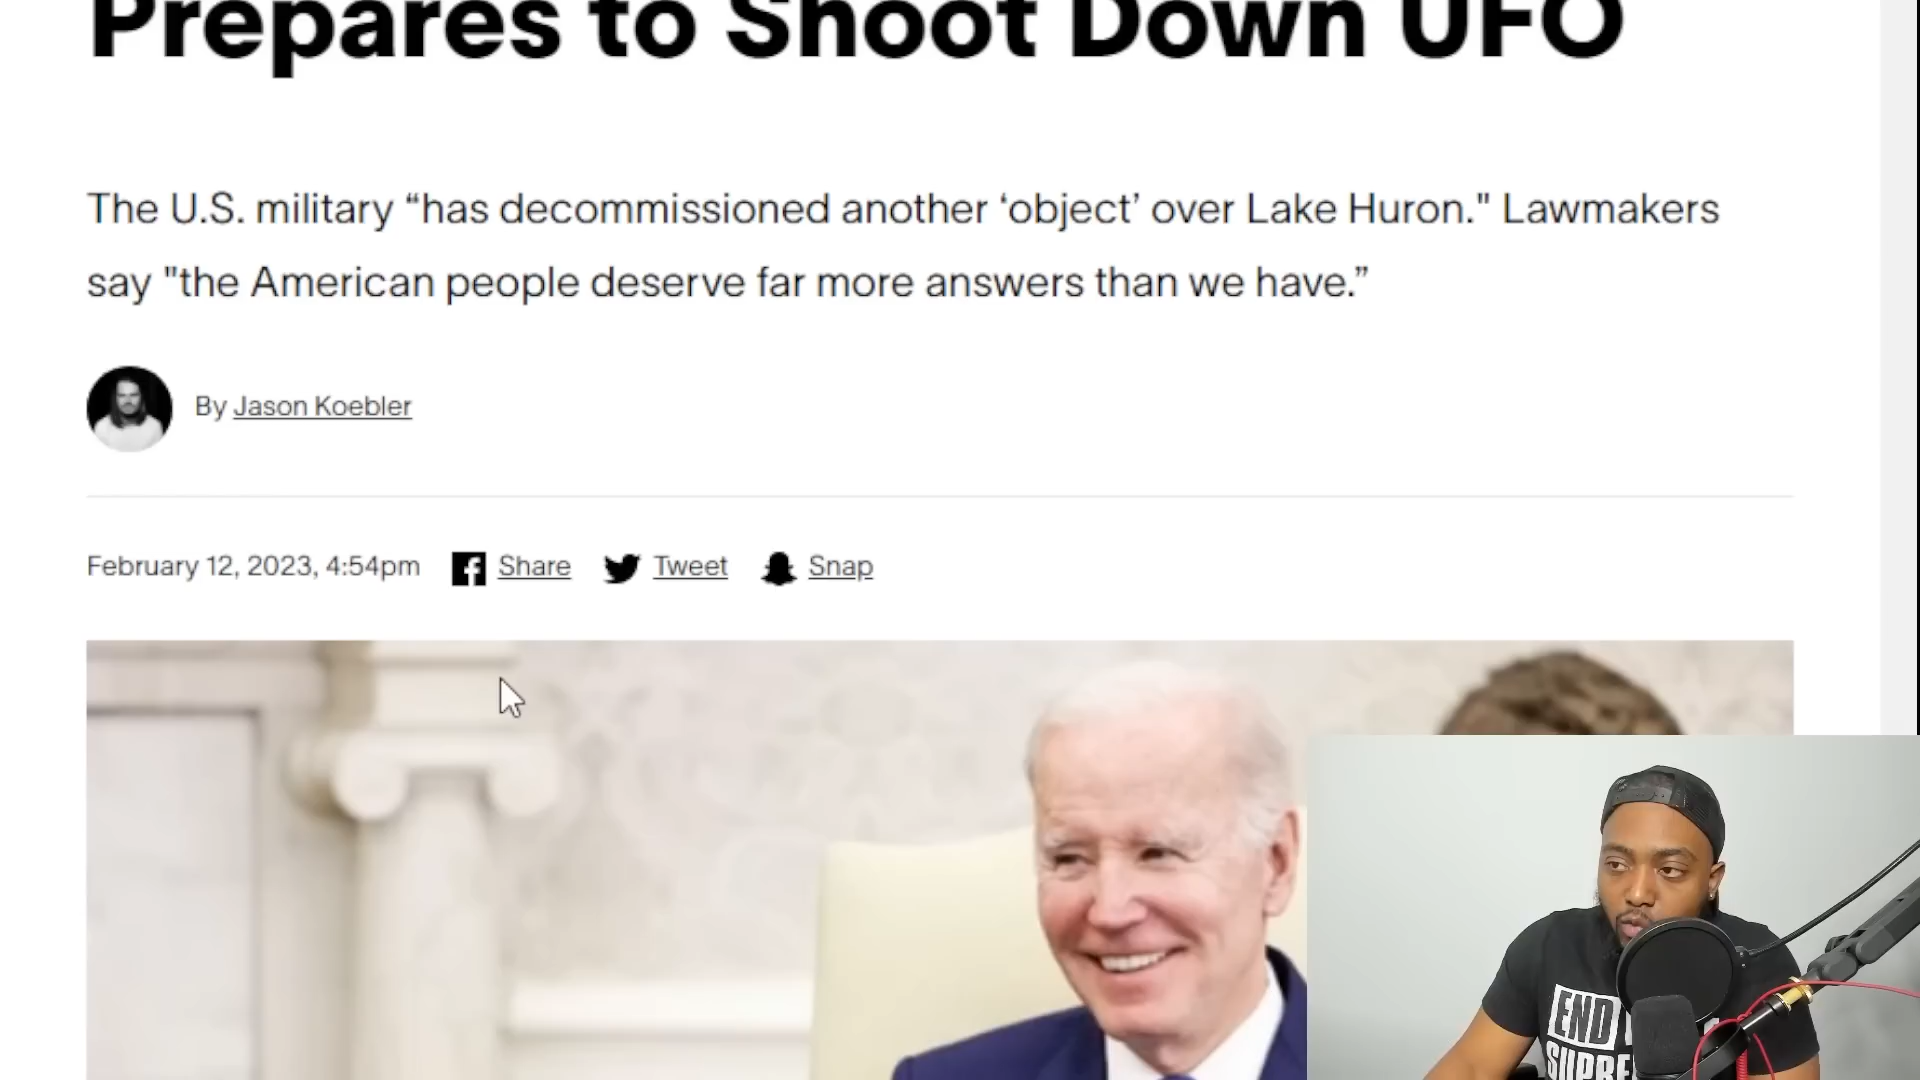 Prepares to Shoot Down UFO
The U.S. military “has decommissioned another ‘object’ over Lake Huron." Lawmakers
say "the American people deserve far more answers than we have.”
By Jason Koebler
February 12, 2023, 4:54pm Share Tweet Snap
END
SUPRE